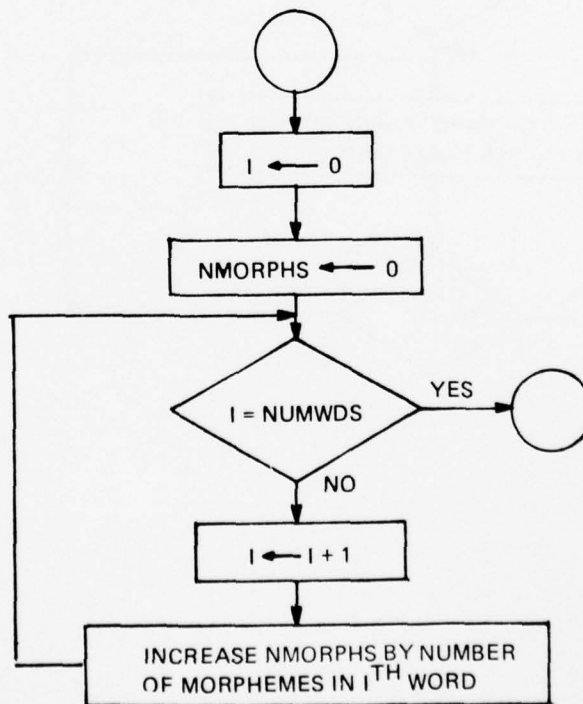 I ← 0
NMORPHS ← 0
I = NUMWDS
YES
NO
I ← I + 1
INCREASE NMORPHS BY NUMBER
OF MORPHEMES IN I^TH WORD